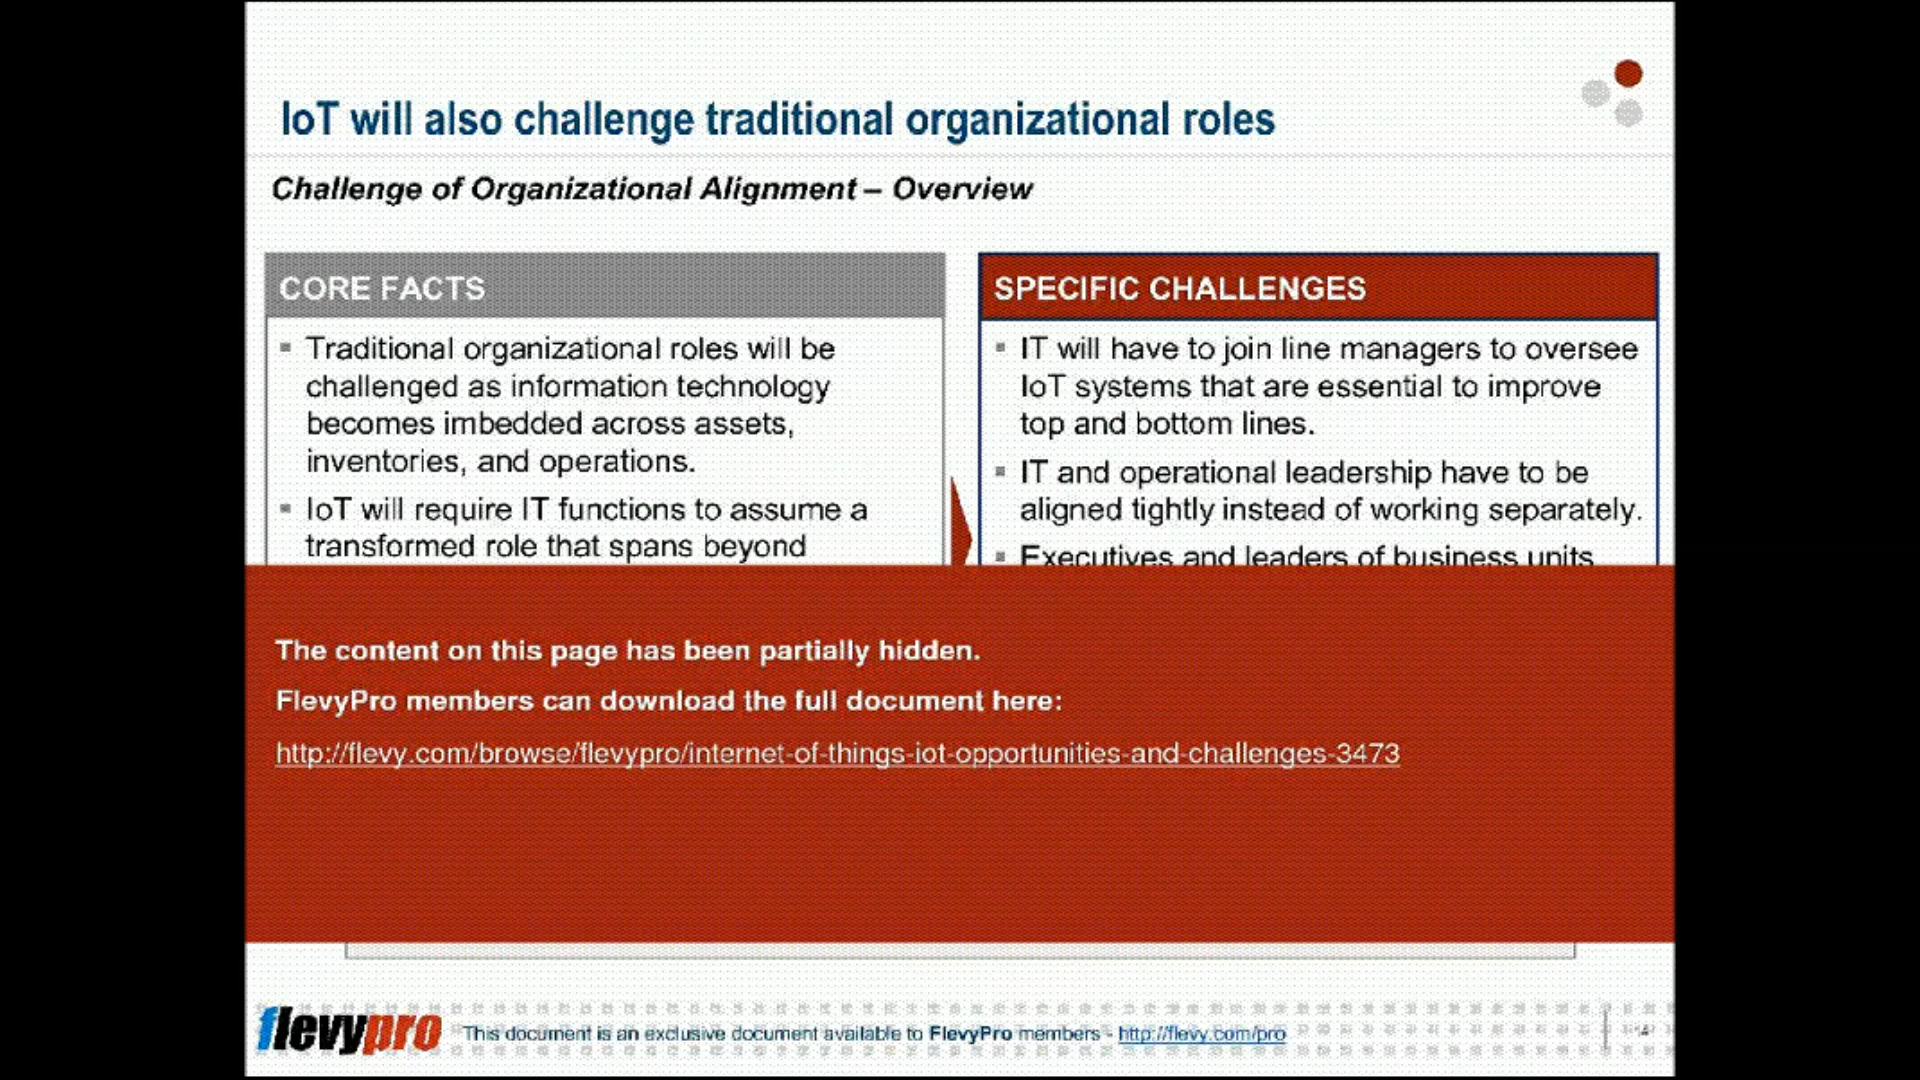 IoT will also challenge traditional organizational roles
Challenge of Organizational Alignment – Overview
CORE FACTS
Traditional organizational roles will be
challenged as information technology
becomes imbedded across assets,
inventories, and operations.
IoT will require IT functions to assume a
transformed role that spans beyond
SPECIFIC CHALLENGES
IT will have to join line managers to oversee
IoT systems that are essential to improve
top and bottom lines.
IT and operational leadership have to be
aligned tightly instead of working separately.
Executives and leaders of business units
The content on this page has been partially hidden.
FlevyPro members can download the full document here:
http://flevy.com/browse/flevypro/internet-of-things-iot-opportunities-and-challenges-3473
flevypro
This document is an exclusive document available to FlevyPro members - http://flevy.com/pro